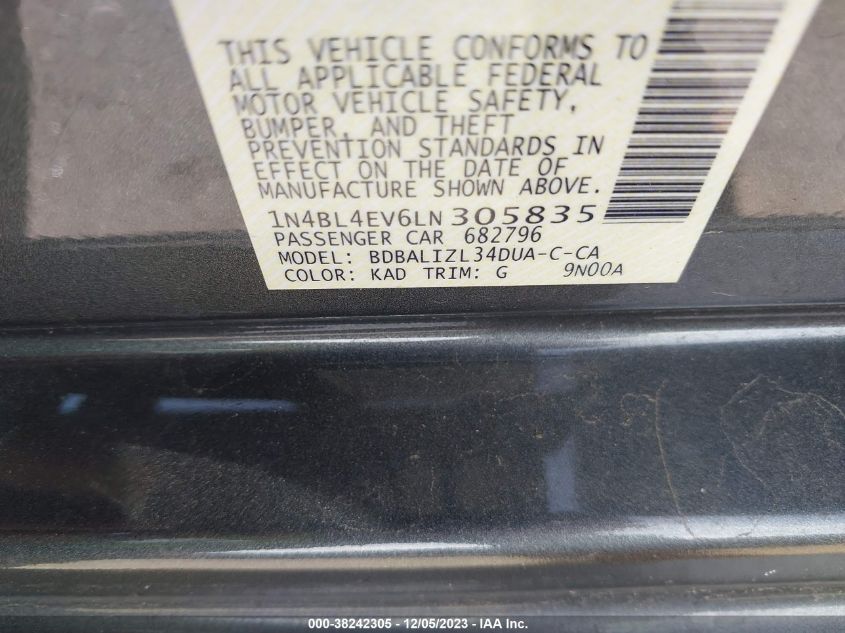 THIS VEHICLE CONFORMS TO
ALL APPLICABLE FEDERAL
MOTOR VEHICLE SAFETY,
BUMPER, AND THEFT
PREVENTION STANDARDS IN
EFFECT ON THE DATE OF
MANUFACTURE SHOWN ABOVE.
1N4BL4EV6LN 305835
PASSENGER CAR 682796
MODEL: BDBALIZL34DUA-C-CA
COLOR: KAD TRIM: G 9N00A
000-38242305 - 12/05/2023 - IAA Inc.